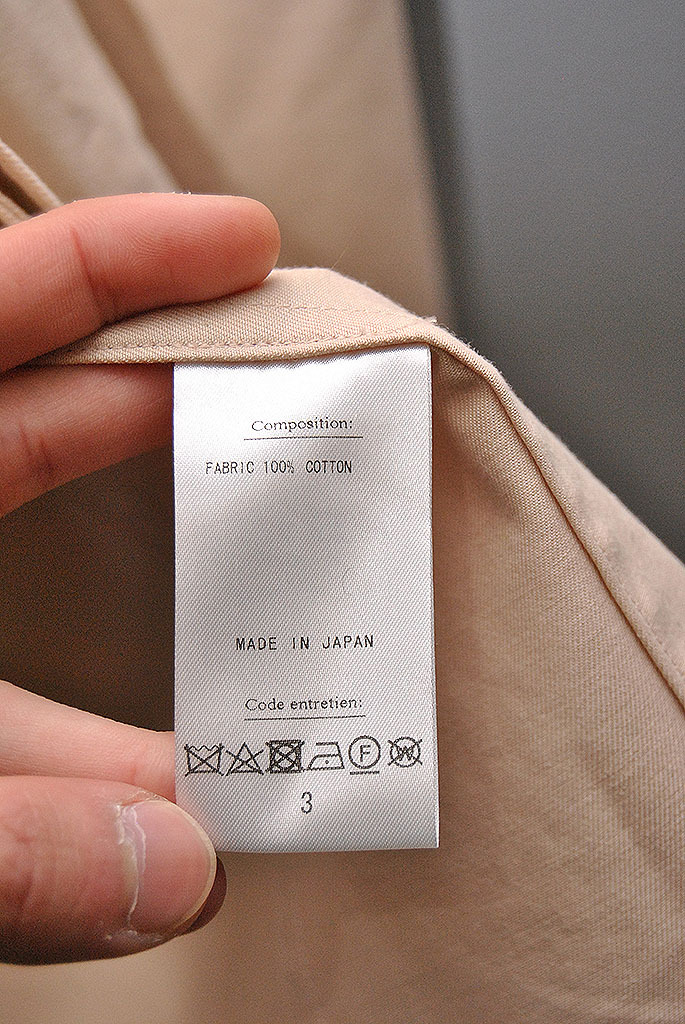 Composition:
FABRIC 100% COTTON
MADE IN JAPAN
Code entretien:
F W
3